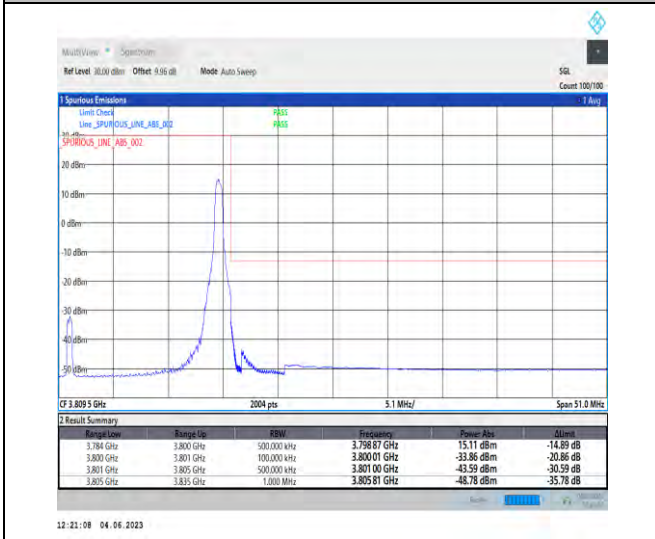 MultiView Spectrum
Ref Level 30.00 dBm Offset 9.96 dB Mode Auto Sweep SGL
Count 100/100
1 Spurious Emissions 1 Avg
Limit Check PASS
Line _SPURIOUS_LINE_ABS_002 PASS
30 dBm
_SPURIOUS_LINE_ABS_002
20 dBm
10 dBm
0 dBm
-10 dBm
-20 dBm
-30 dBm
-40 dBm
-50 dBm
CF 3.809 5 GHz 2004 pts 5.1 MHz/ Span 51.0 MHz
2 Result Summary
Range Low Range Up RBW Frequency Power Abs ΔLimit
3.784 GHz 3.800 GHz 500.000 kHz 3.798 87 GHz 15.11 dBm -14.89 dB
3.800 GHz 3.801 GHz 100.000 kHz 3.800 01 GHz -33.86 dBm -20.86 dB
3.801 GHz 3.805 GHz 500.000 kHz 3.801 00 GHz -43.59 dBm -30.59 dB
3.805 GHz 3.835 GHz 1.000 MHz 3.805 81 GHz -48.78 dBm -35.78 dB
12:21:08 04.06.2023